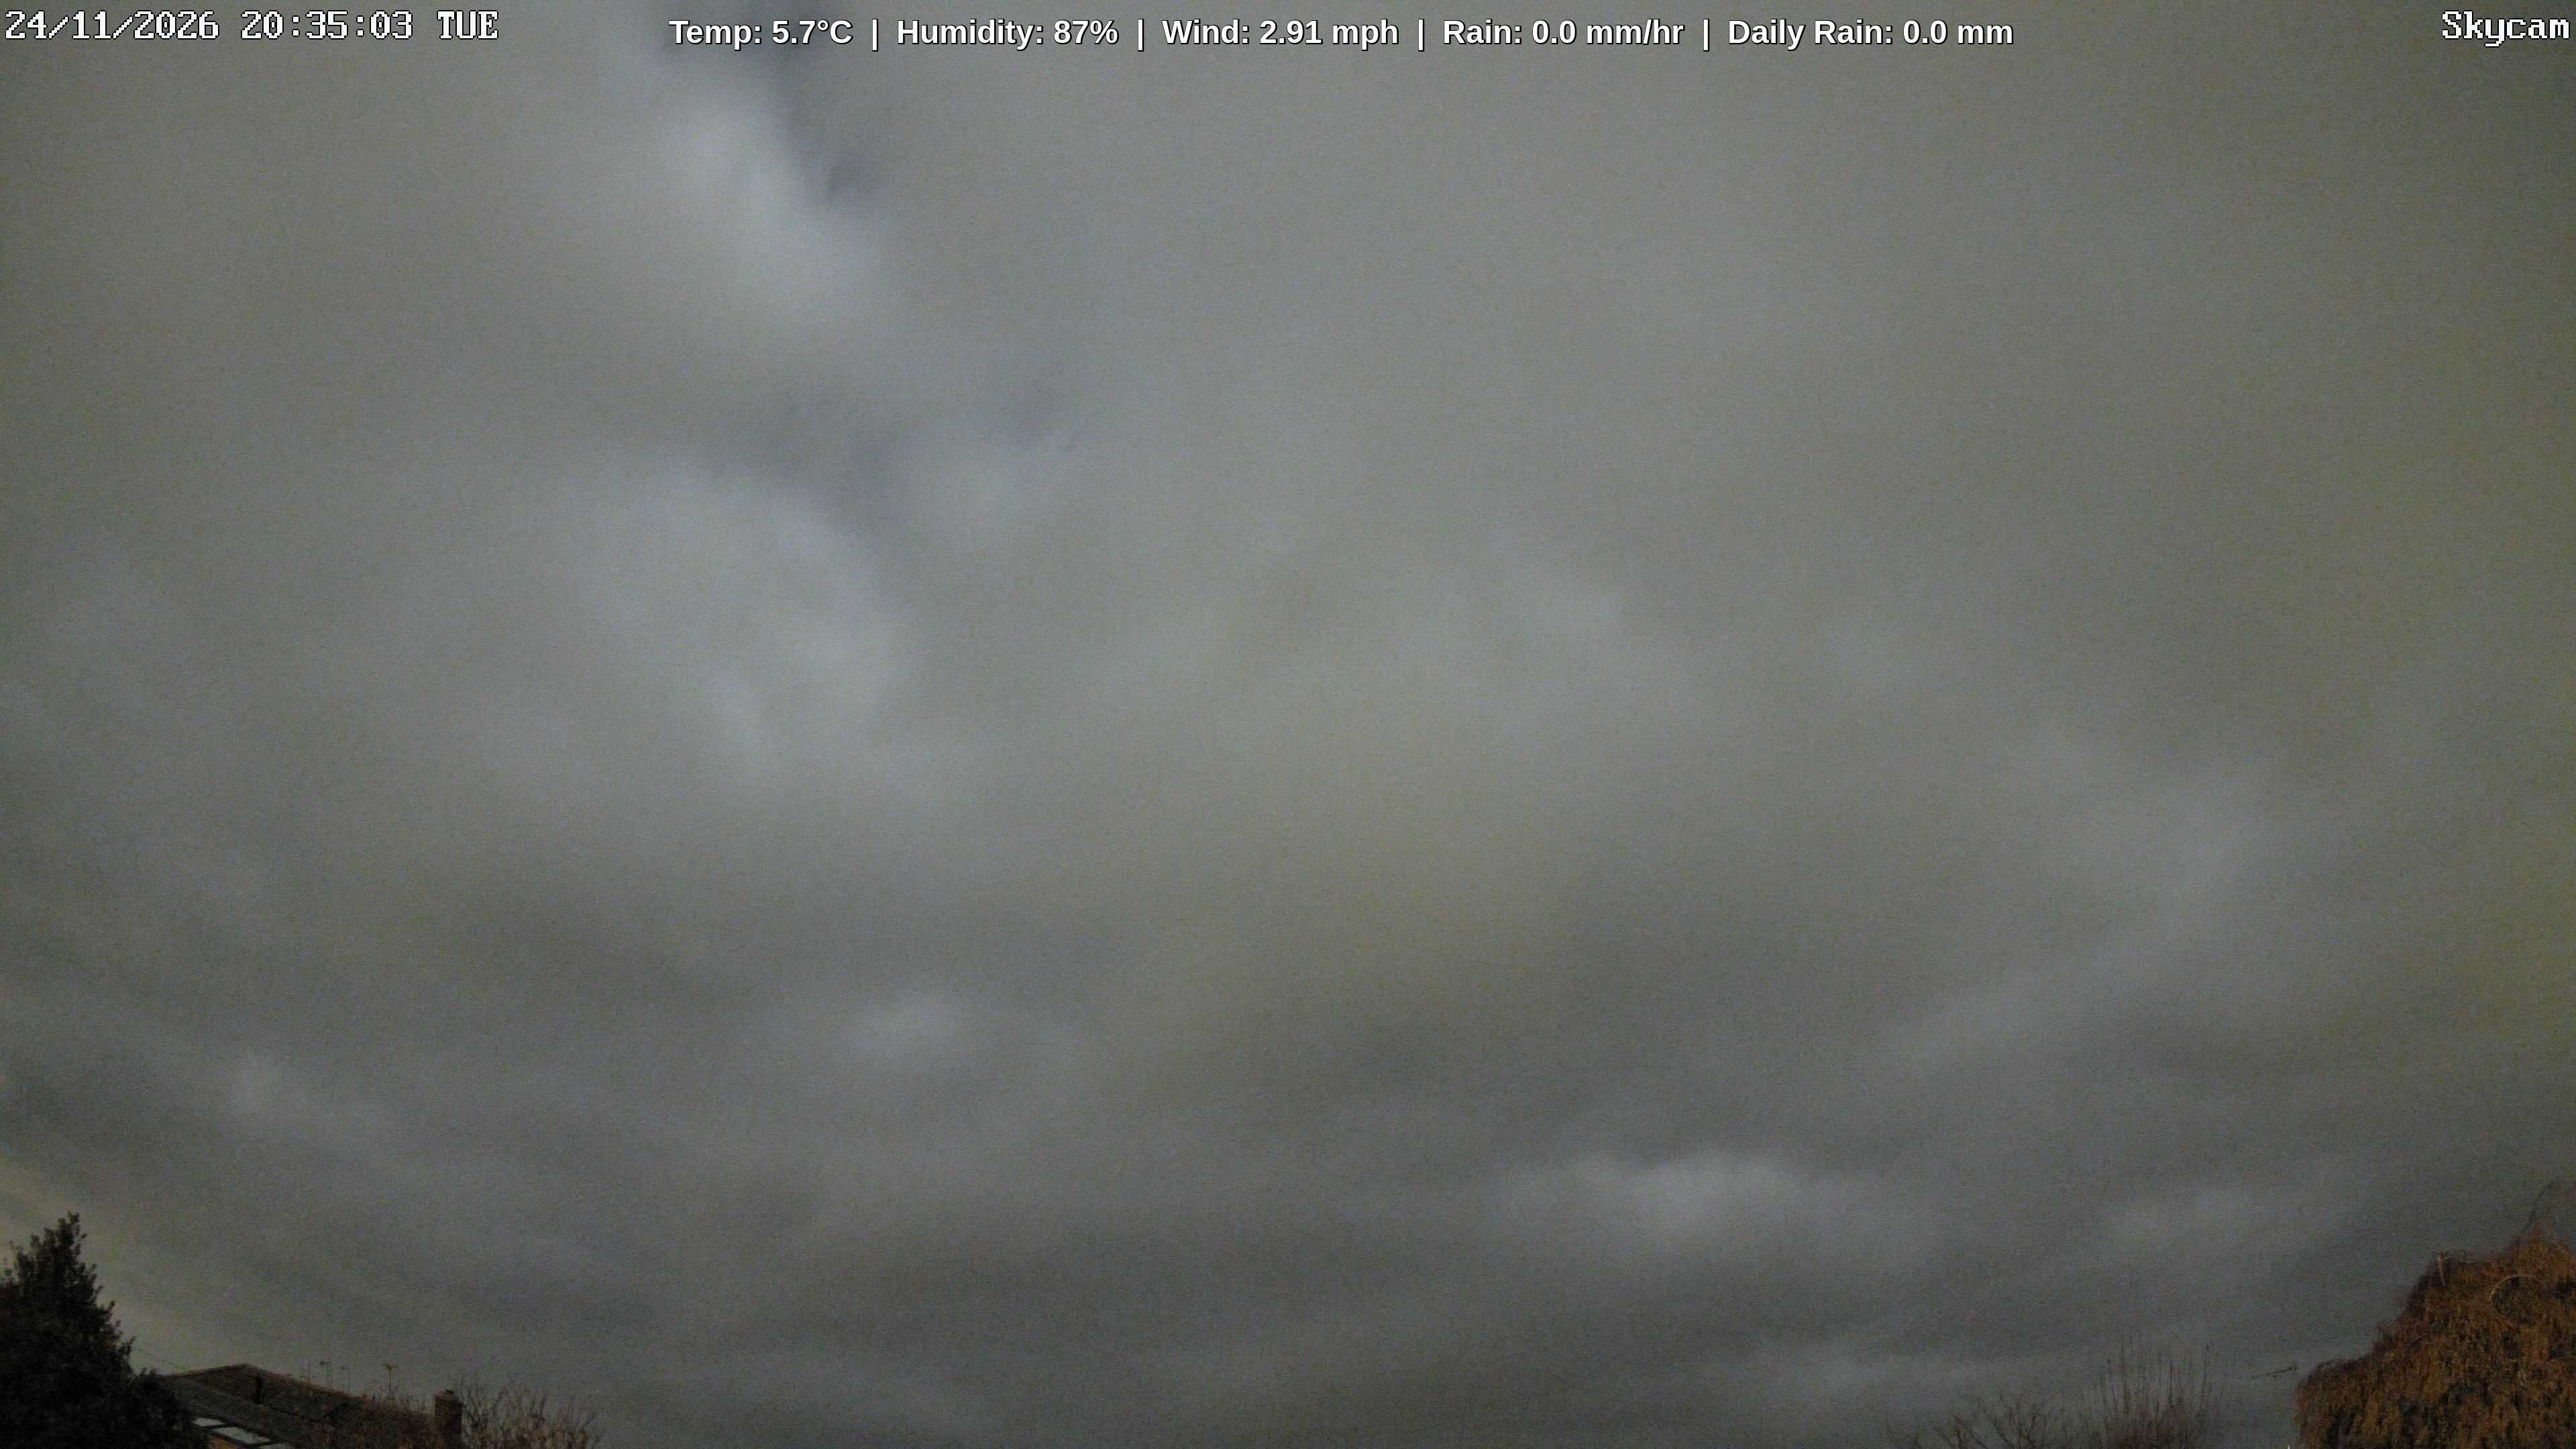 24/11/2026 20:35:03 TUE
Temp: 5.7°C | Humidity: 87% | Wind: 2.91 mph | Rain: 0.0 mm/hr | Daily Rain: 0.0 mm
Skycam